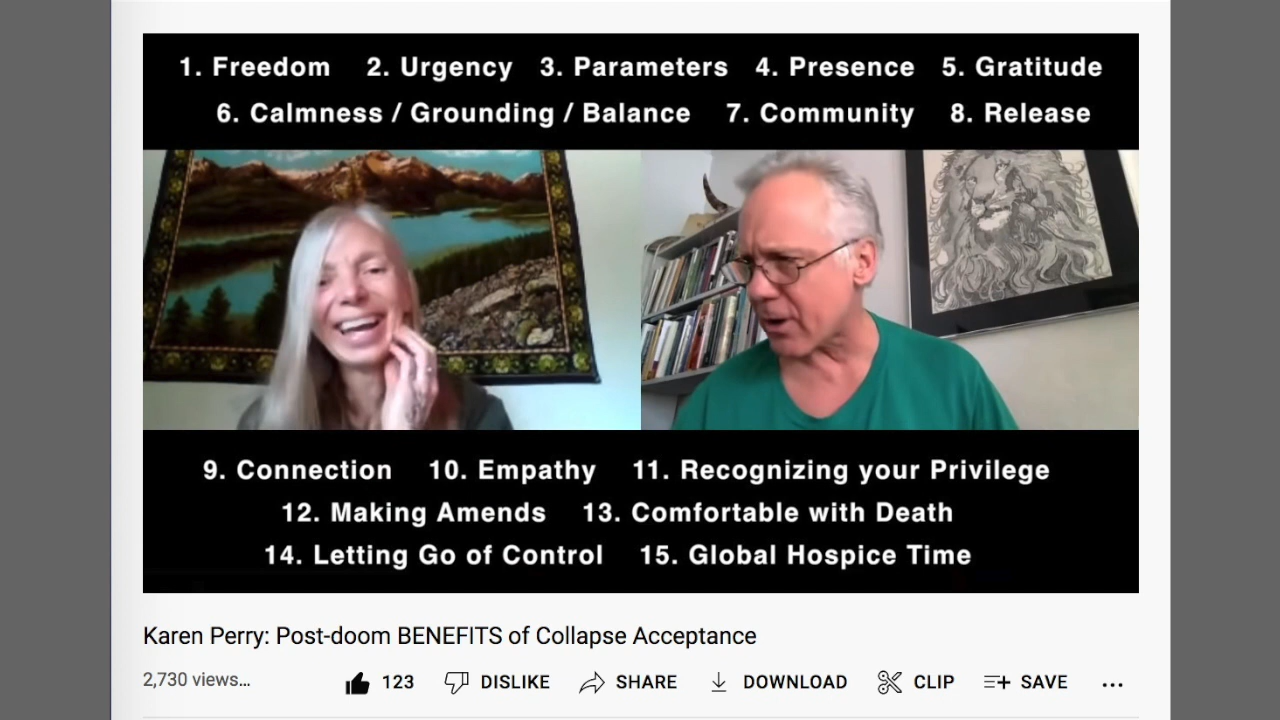 1. Freedom 2. Urgency 3. Parameters 4. Presence 5. Gratitude
6. Calmness / Grounding / Balance 7. Community 8. Release
9. Connection 10. Empathy 11. Recognizing your Privilege
12. Making Amends 13. Comfortable with Death
14. Letting Go of Control 15. Global Hospice Time
Karen Perry: Post-doom BENEFITS of Collapse Acceptance
2,730 views...
123 DISLIKE SHARE DOWNLOAD CLIP SAVE ...